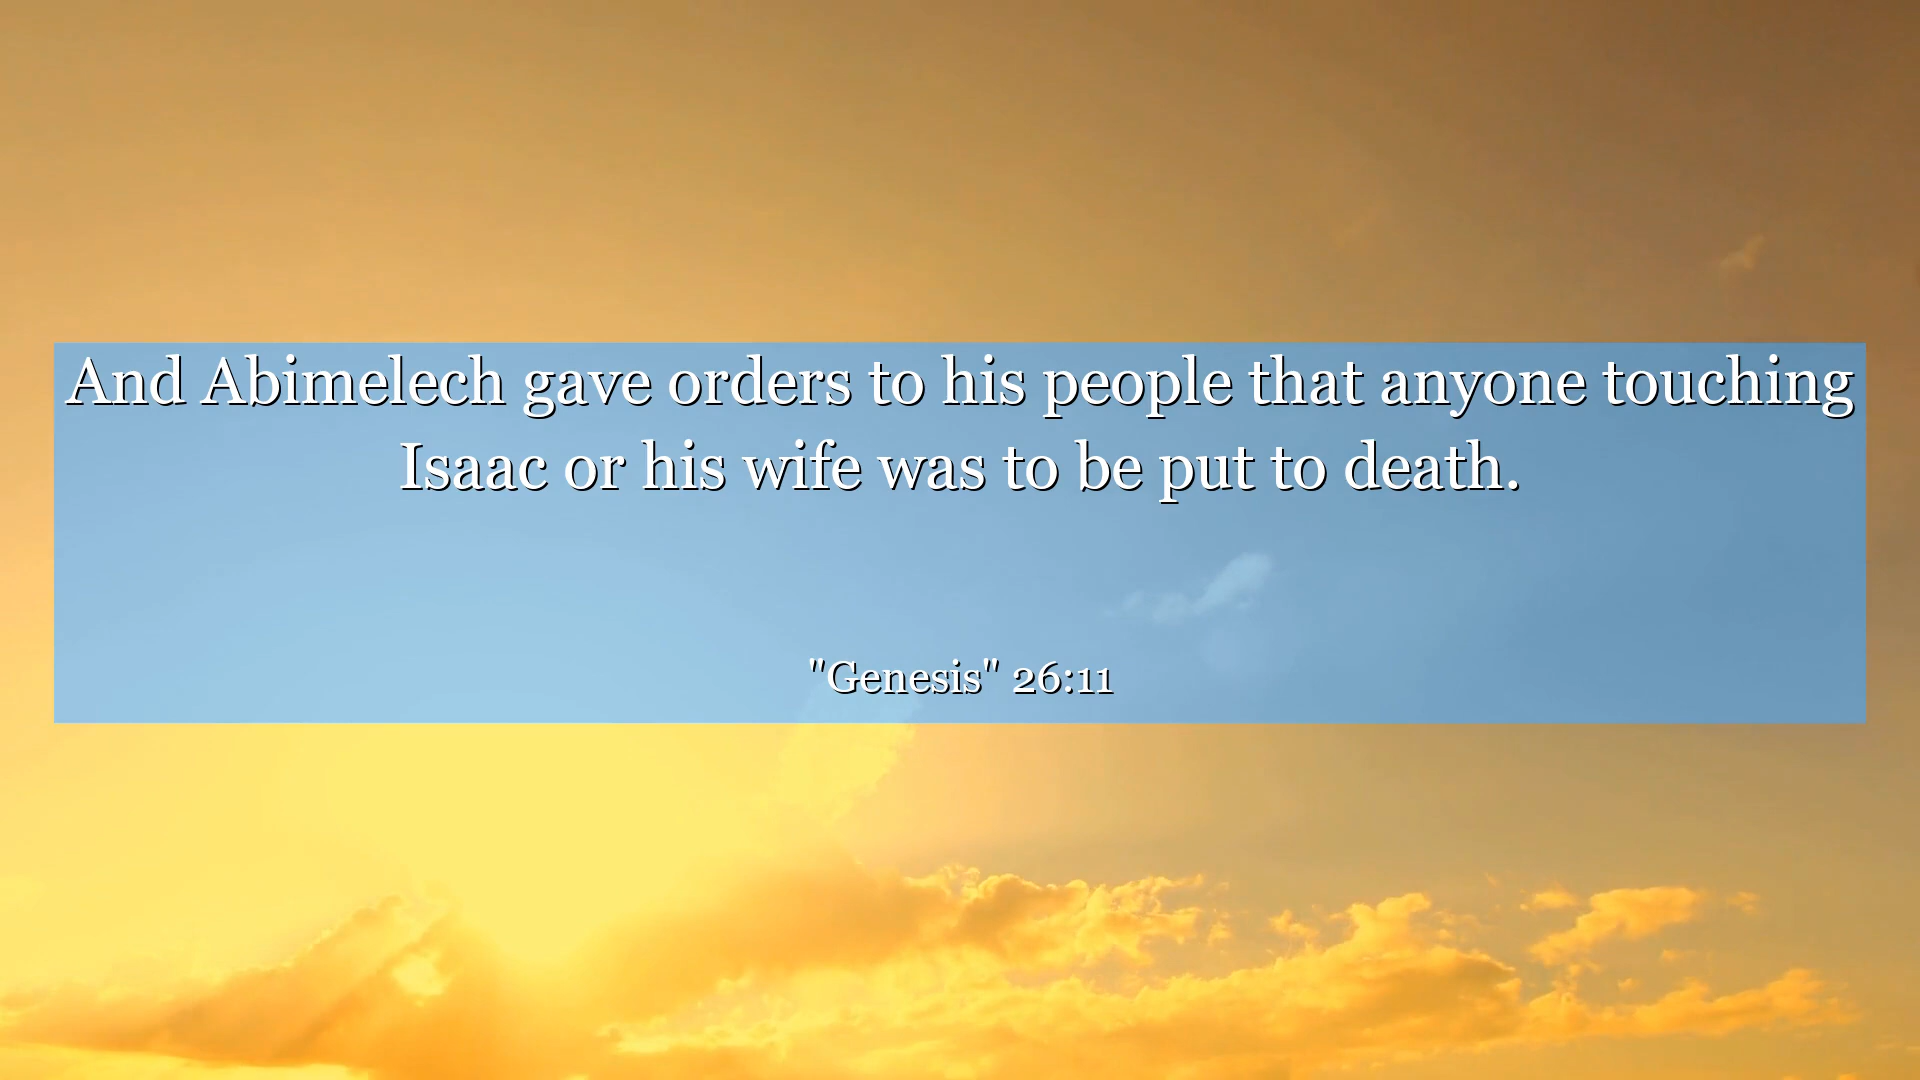 And Abimelech gave orders to his people that anyone touching
Isaac or his wife was to be put to death.
"Genesis" 26:11